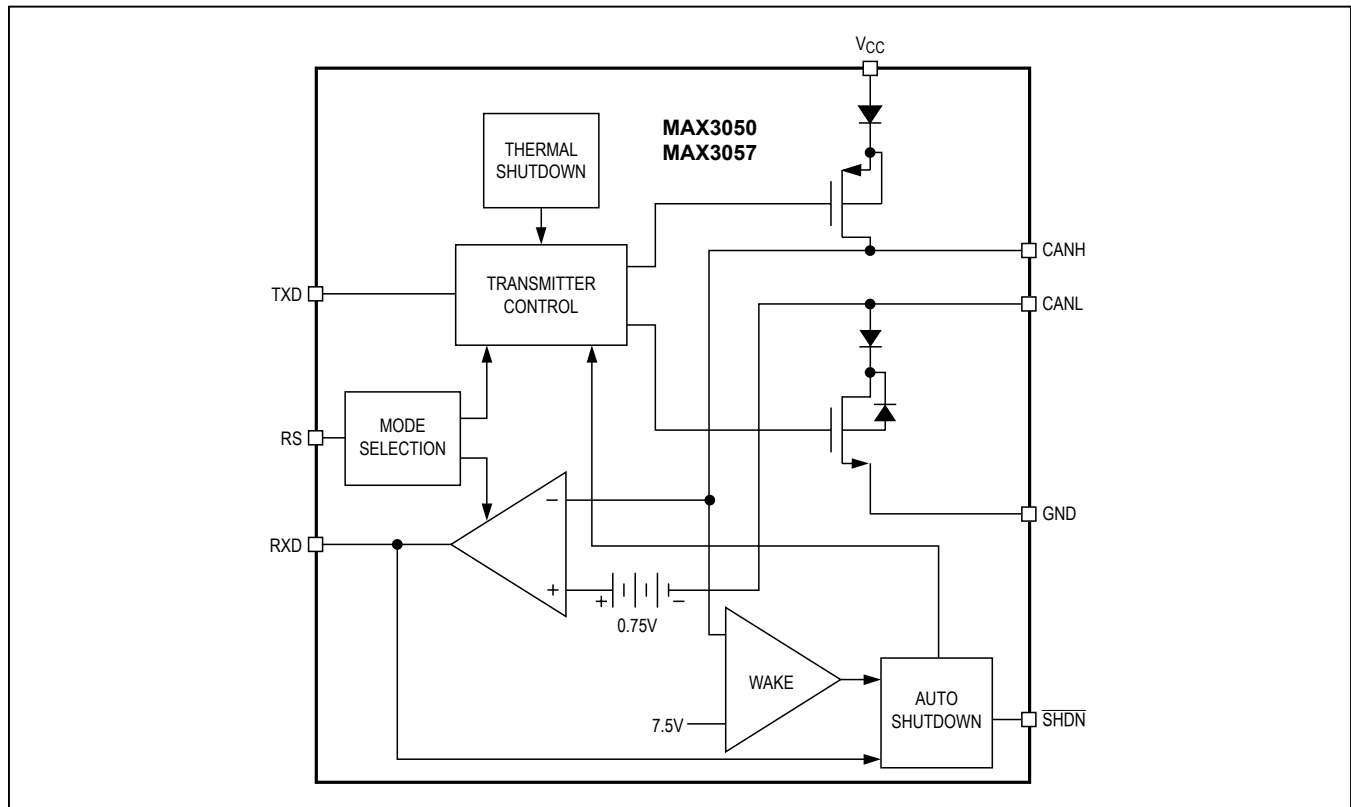 VCC
MAX3050
MAX3057
THERMAL
SHUTDOWN
TXD
TRANSMITTER
CONTROL
CANH
CANL
RS
MODE
SELECTION
GND
RXD
−
+
+
−
0.75V
WAKE
7.5V
AUTO
SHUTDOWN
SHDN